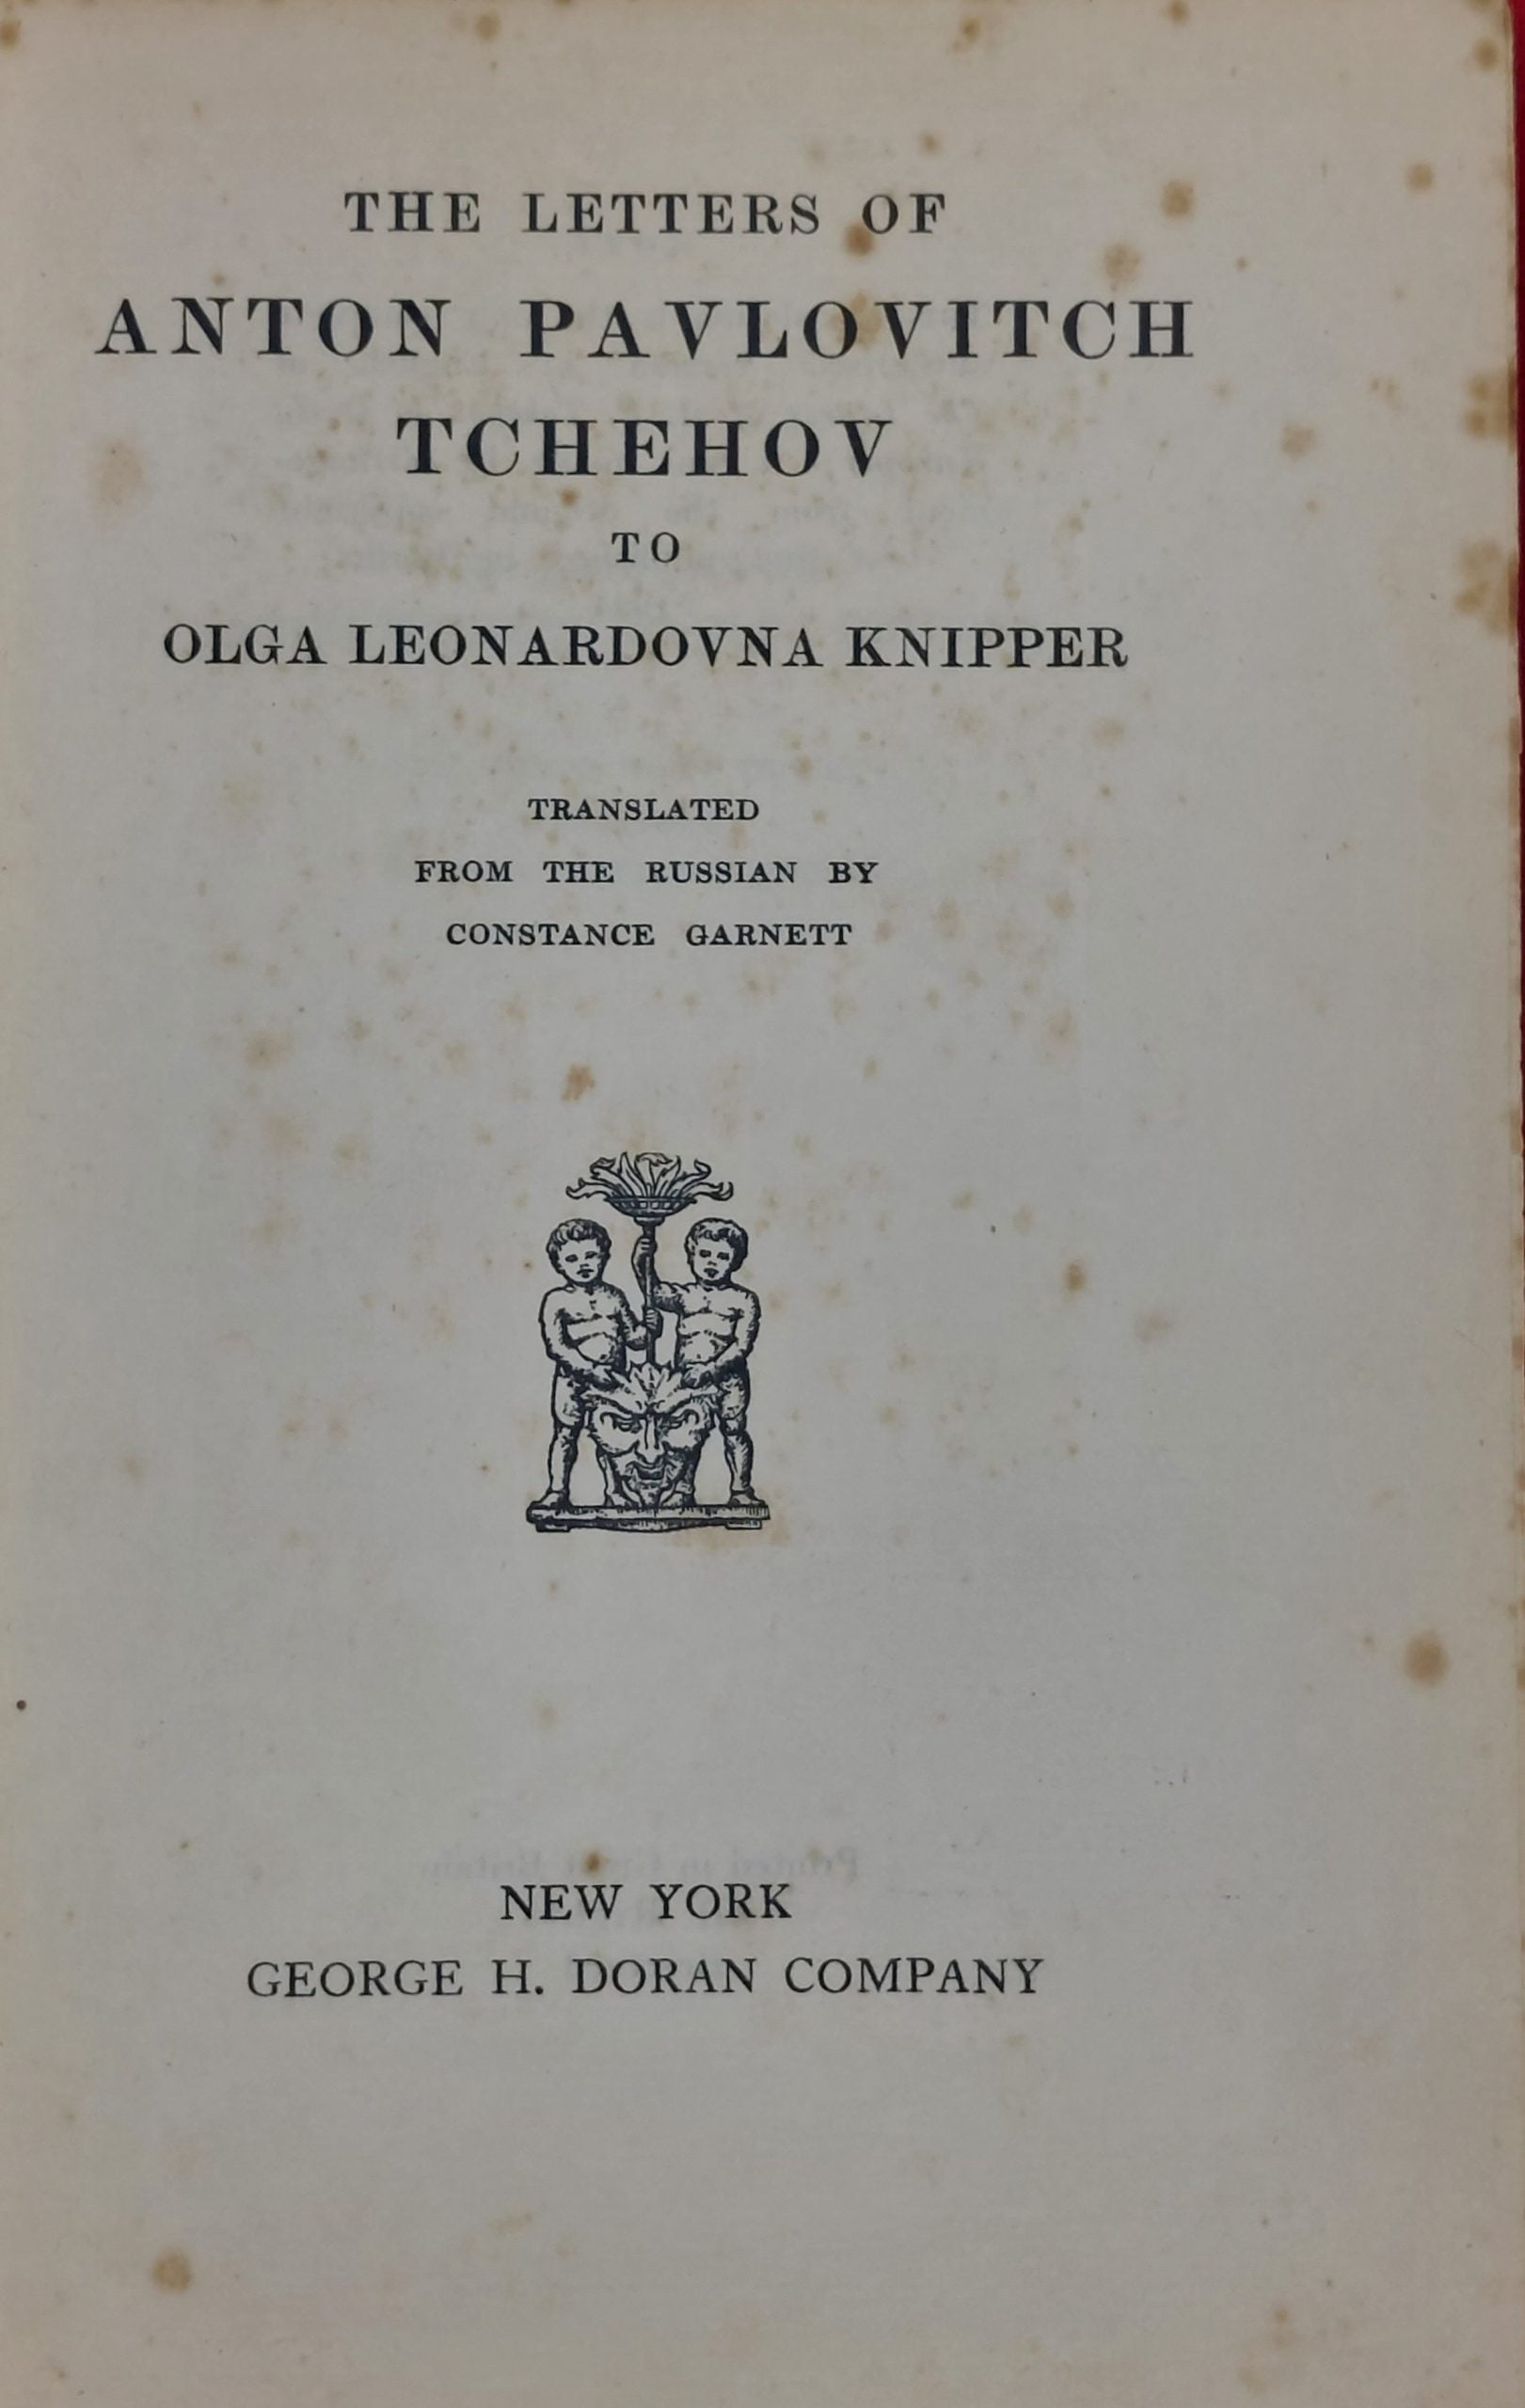 THE LETTERS OF
ANTON PAVLOVITCH
TCHEHOV
TO
OLGA LEONARDOVNA KNIPPER
TRANSLATED
FROM THE RUSSIAN BY
CONSTANCE GARNETT
NEW YORK
GEORGE H. DORAN COMPANY